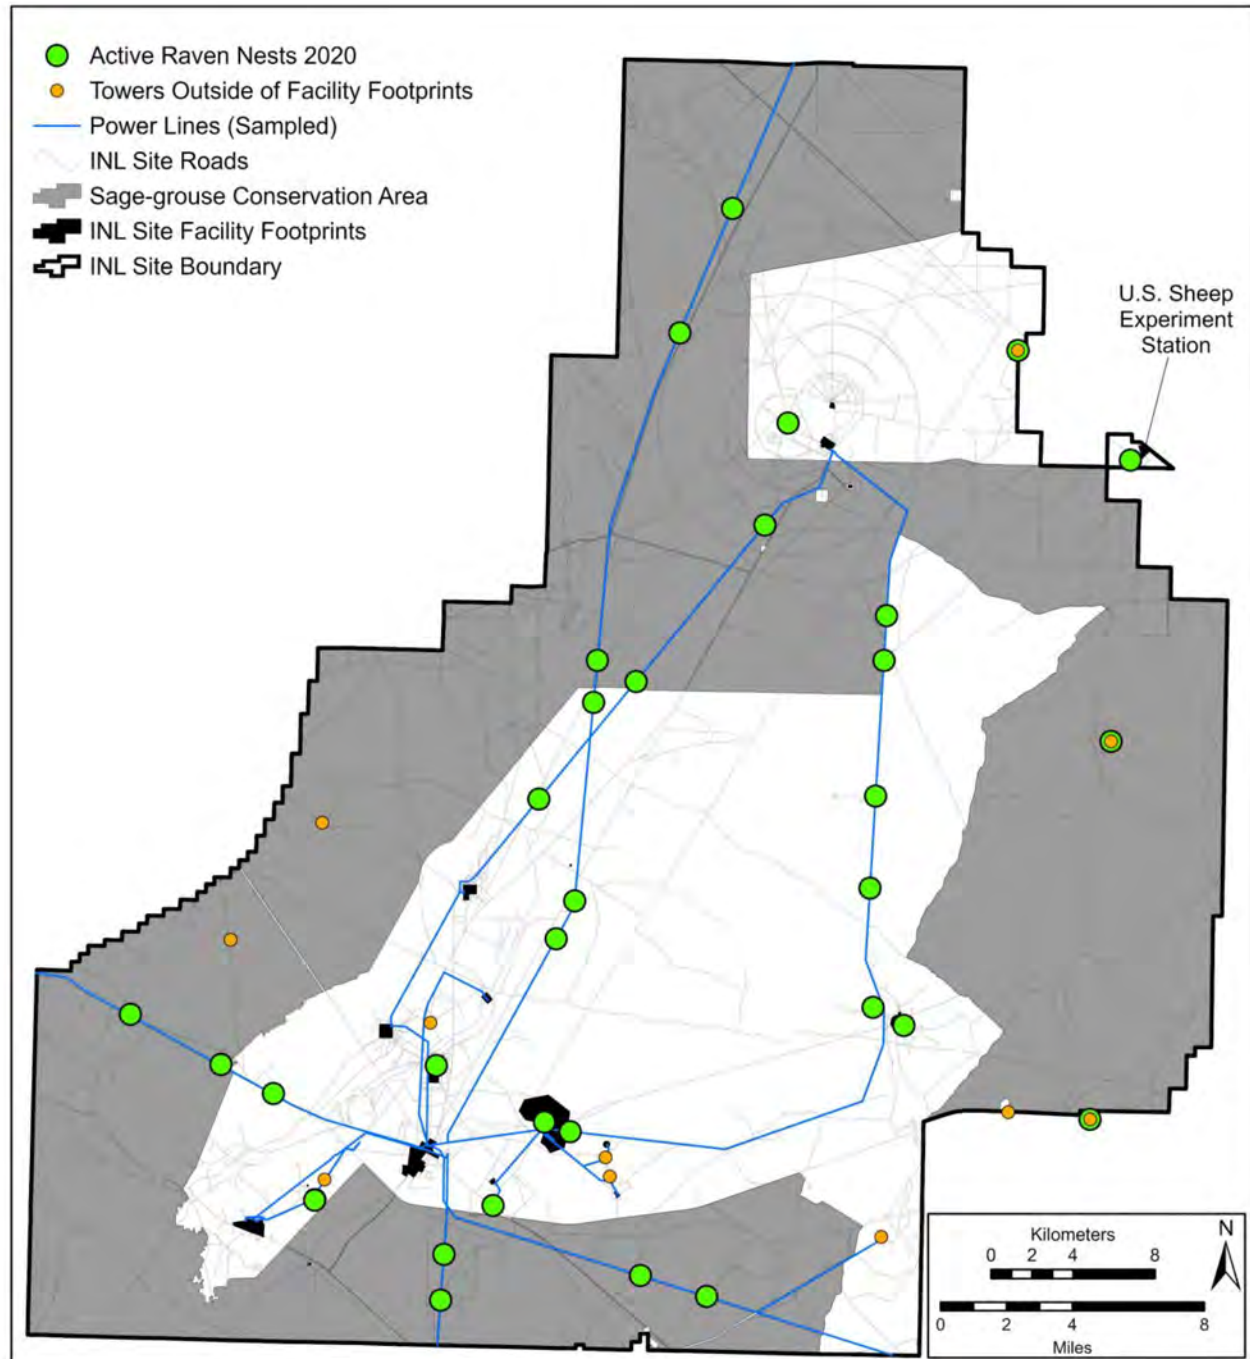 Active Raven Nests 2020
Towers Outside of Facility Footprints
Power Lines (Sampled)
INL Site Roads
Sage-grouse Conservation Area
INL Site Facility Footprints
INL Site Boundary
U.S. Sheep
Experiment
Station
Kilometers
0 2 4 8
N
0 2 4 8
Miles